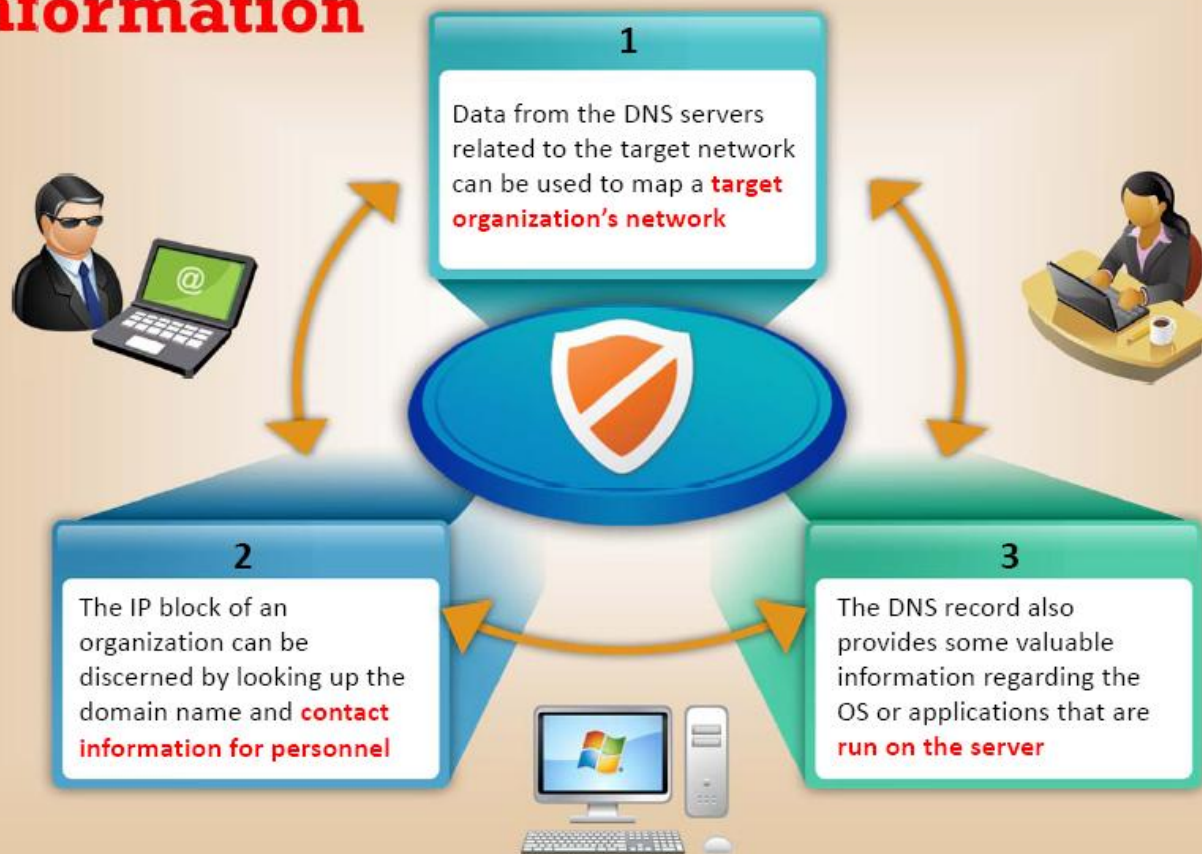 1
Data from the DNS servers
related to the target network
can be used to map a target
organization's network
@
2
The IP block of an
organization can be
discerned by looking up the
domain name and contact
information for personnel
3
The DNS record also
provides some valuable
information regarding the
OS or applications that are
run on the server